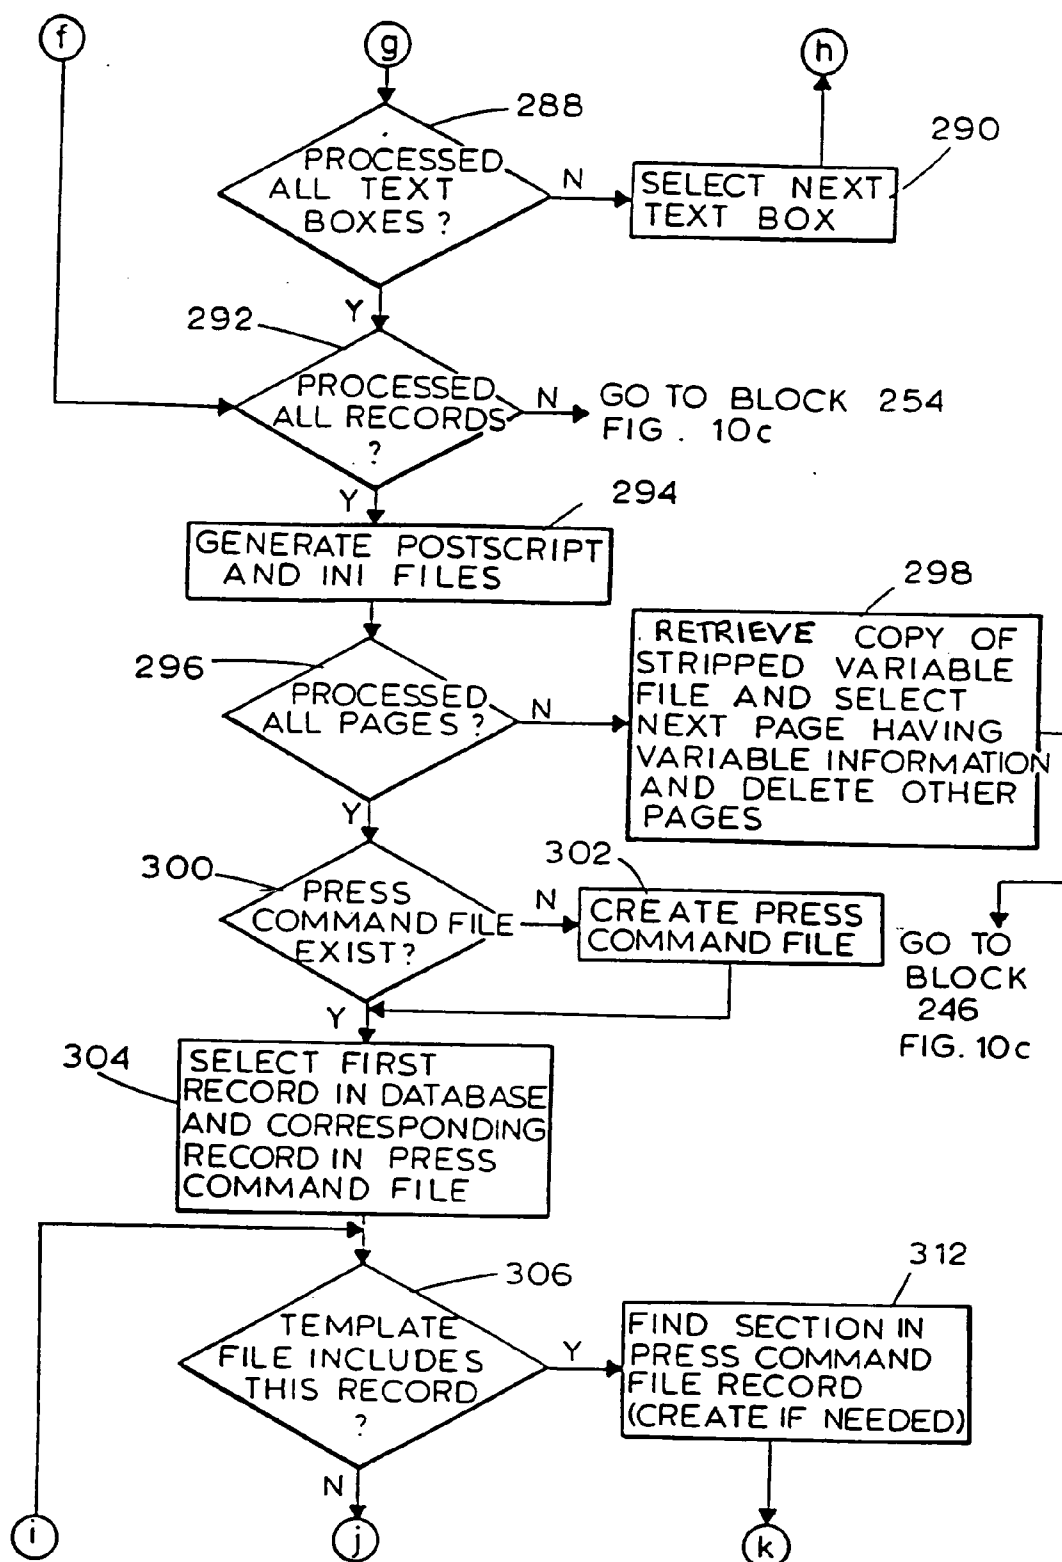 f
g
h
288
290
PROCESSED
ALL TEXT
BOXES ?
N
SELECT NEXT
TEXT BOX
Y
292
PROCESSED
ALL RECORDS
?
N
GO TO BLOCK 254
FIG. 10c
Y
294
GENERATE POSTSCRIPT
AND INI FILES
298
296
PROCESSED
ALL PAGES ?
N
RETRIEVE COPY OF
STRIPPED VARIABLE
FILE AND SELECT
NEXT PAGE HAVING
VARIABLE INFORMATION
AND DELETE OTHER
PAGES
Y
300
302
PRESS
COMMAND FILE
EXIST?
N
CREATE PRESS
COMMAND FILE
GO TO
BLOCK
246
FIG. 10c
Y
304
SELECT FIRST
RECORD IN DATABASE
AND CORRESPONDING
RECORD IN PRESS
COMMAND FILE
306
312
TEMPLATE
FILE INCLUDES
THIS RECORD
?
Y
FIND SECTION IN
PRESS COMMAND
FILE RECORD
(CREATE IF NEEDED)
N
i
j
k